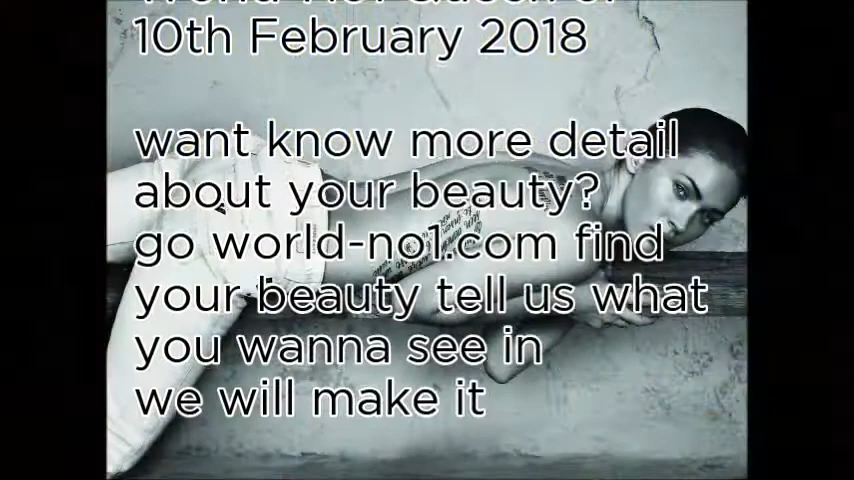 10th February 2018
want know more detail
about your beauty?
go world-no1.com find
your beauty tell us what
you wanna see in
we will make it